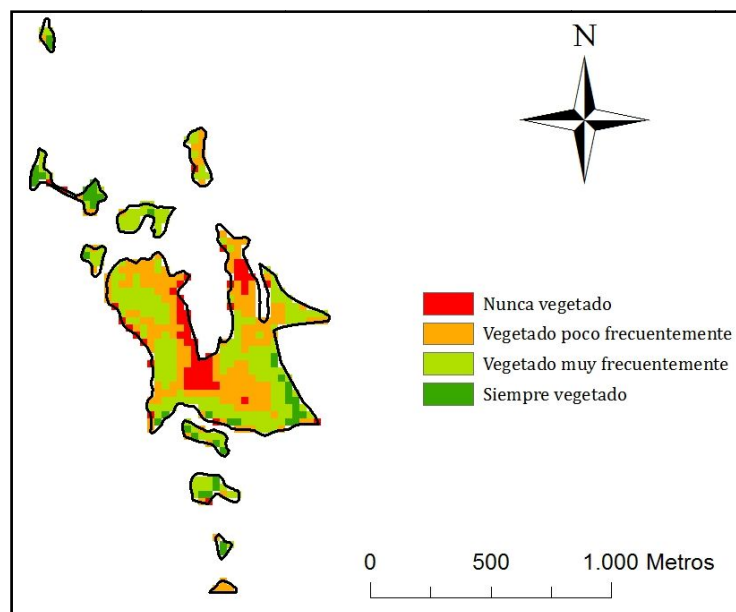 N
Nunca vegetado
Vegetado poco frecuentemente
Vegetado muy frecuentemente
Siempre vegetado
0 500 1.000 Metros